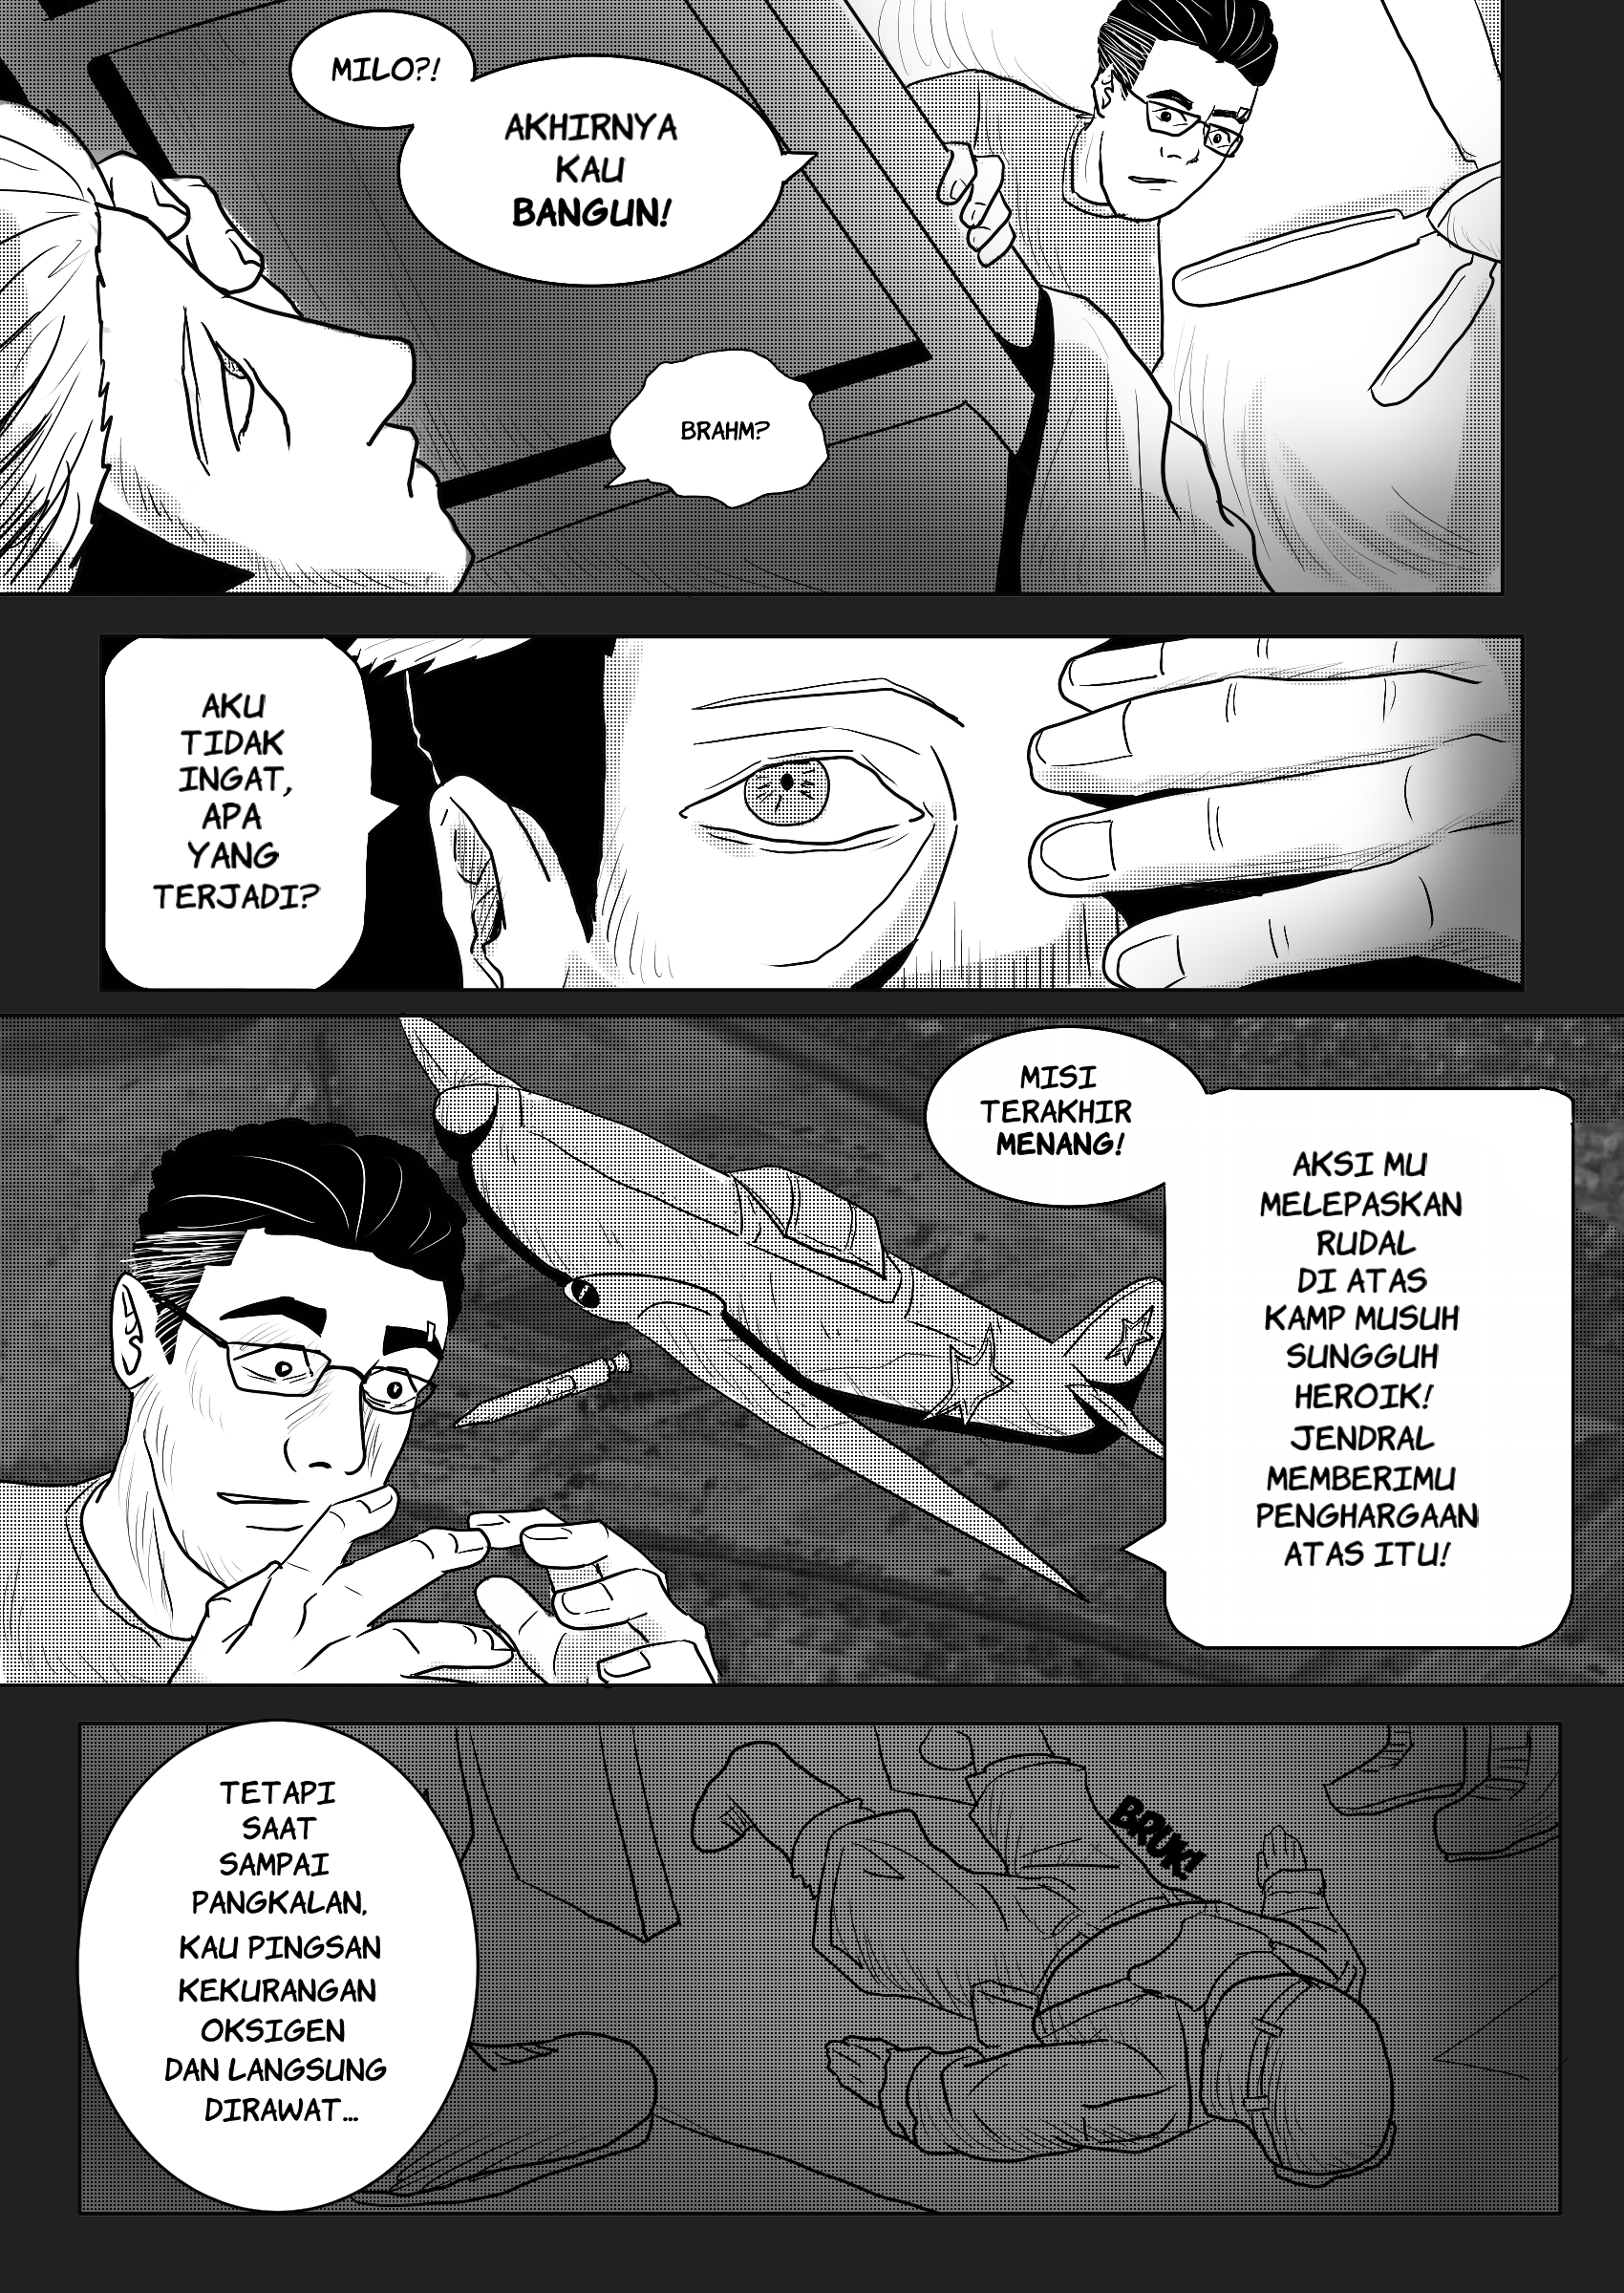 MILO?!
AKHIRNYA
KAU
BANGUN!
BRAHM?
AKU
TIDAK
INGAT,
APA
YANG
TERJADI?
MISI
TERAKHIR
MENANG!
AKSI MU
MELEPASKAN
RUDAL
DI ATAS
KAMP MUSUH
SUNGGUH
HEROIK!
JENDRAL
MEMBERIMU
PENGHARGAAN
ATAS ITU!
TETAPI
SAAT
SAMPAI
PANGKALAN,
KAU PINGSAN
KEKURANGAN
OKSIGEN
DAN LANGSUNG
DIRAWAT...
BRUK!